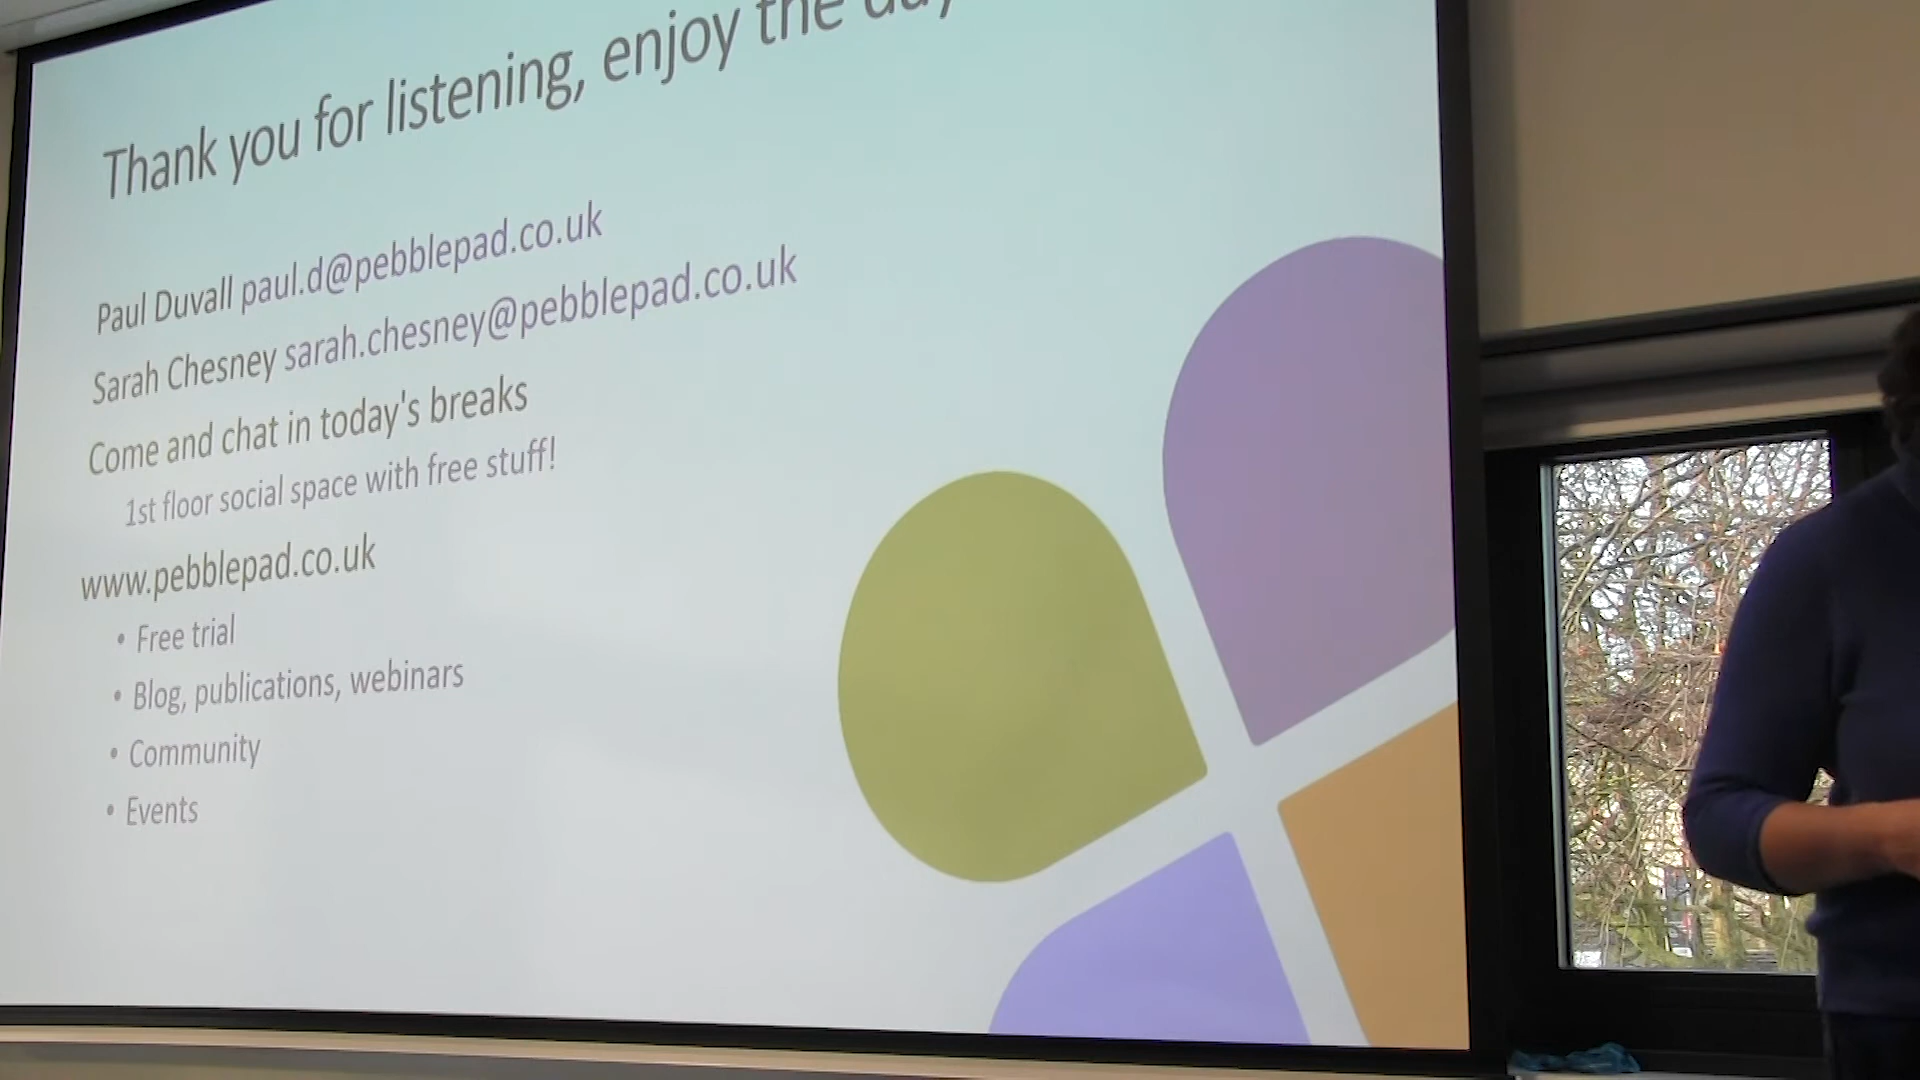 Thank you for listening, enjoy the day
Paul Duvall paul.d@pebblepad.co.uk
Sarah Chesney sarah.chesney@pebblepad.co.uk
Come and chat in today's breaks
1st floor social space with free stuff!
www.pebblepad.co.uk
• Free trial
• Blog, publications, webinars
• Community
• Events